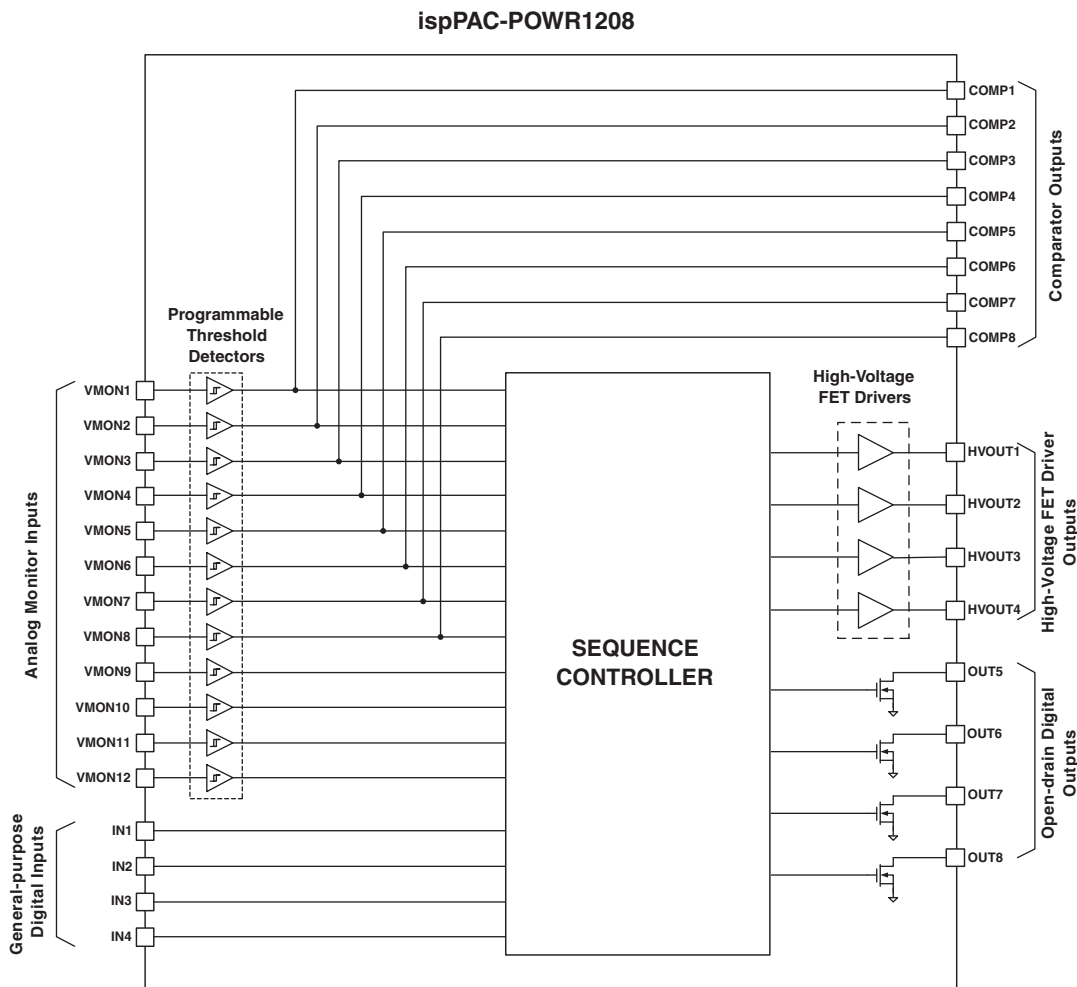 ispPAC-POWR1208
COMP1
COMP2
COMP3
COMP4
COMP5
COMP6
COMP7
COMP8
Comparator Outputs
Programmable
Threshold
Detectors
VMON1
VMON2
VMON3
VMON4
VMON5
VMON6
VMON7
VMON8
VMON9
VMON10
VMON11
VMON12
Analog Monitor Inputs
IN1
IN2
IN3
IN4
General-purpose
Digital Inputs
SEQUENCE
CONTROLLER
High-Voltage
FET Drivers
HVOUT1
HVOUT2
HVOUT3
HVOUT4
High-Voltage FET Driver
Outputs
OUT5
OUT6
OUT7
OUT8
Open-drain Digital
Outputs